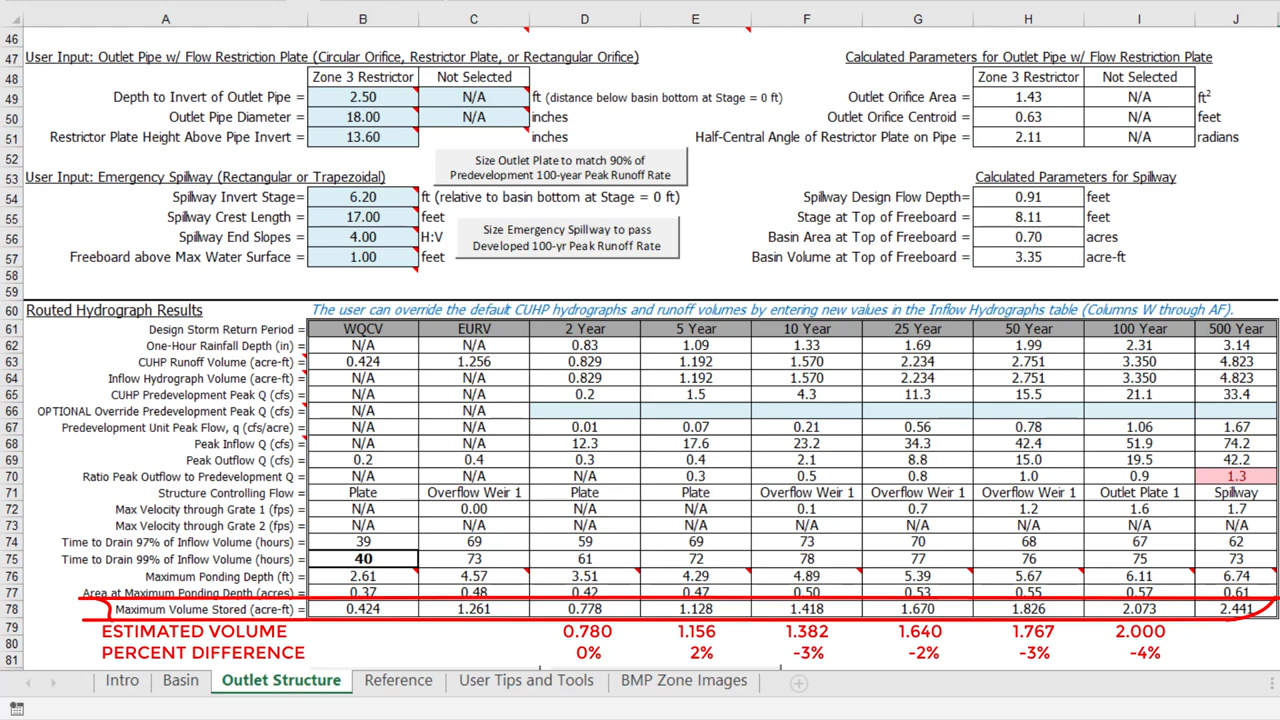 A B C D E F G H I J
46
47 User Input: Outlet Pipe w/ Flow Restriction Plate (Circular Orifice, Restrictor Plate, or Rectangular Orifice) Calculated Parameters for Outlet Pipe w/ Flow Restriction Plate
48 Zone 3 Restrictor Not Selected Zone 3 Restrictor Not Selected
49 Depth to Invert of Outlet Pipe = 2.50 N/A ft (distance below basin bottom at Stage = 0 ft) Outlet Orifice Area = 1.43 N/A ft²
50 Outlet Pipe Diameter = 18.00 N/A inches Outlet Orifice Centroid = 0.63 N/A feet
51 Restrictor Plate Height Above Pipe Invert = 13.60 inches Half-Central Angle of Restrictor Plate on Pipe = 2.11 N/A radians
52 Size Outlet Plate to match 90% of
Predevelopment 100-year Peak Runoff Rate
53 User Input: Emergency Spillway (Rectangular or Trapezoidal) Calculated Parameters for Spillway
54 Spillway Invert Stage= 6.20 ft (relative to basin bottom at Stage = 0 ft) Spillway Design Flow Depth= 0.91 feet
55 Spillway Crest Length = 17.00 feet Stage at Top of Freeboard = 8.11 feet
Size Emergency Spillway to pass
Developed 100-yr Peak Runoff Rate
56 Spillway End Slopes = 4.00 H:V Basin Area at Top of Freeboard = 0.70 acres
57 Freeboard above Max Water Surface = 1.00 feet Basin Volume at Top of Freeboard = 3.35 acre-ft
58
59
60 Routed Hydrograph Results The user can override the default CUHP hydrographs and runoff volumes by entering new values in the Inflow Hydrographs table (Columns W through AF).
61 Design Storm Return Period = WQCV EURV 2 Year 5 Year 10 Year 25 Year 50 Year 100 Year 500 Year
62 One-Hour Rainfall Depth (in) = N/A N/A 0.83 1.09 1.33 1.69 1.99 2.31 3.14
63 CUHP Runoff Volume (acre-ft) = 0.424 1.256 0.829 1.192 1.570 2.234 2.751 3.350 4.823
64 Inflow Hydrograph Volume (acre-ft) = N/A N/A 0.829 1.192 1.570 2.234 2.751 3.350 4.823
65 CUHP Predevelopment Peak Q (cfs) = N/A N/A 0.2 1.5 4.3 11.3 15.5 21.1 33.4
66 OPTIONAL Override Predevelopment Peak Q (cfs) = N/A N/A
67 Predevelopment Unit Peak Flow, q (cfs/acre) = N/A N/A 0.01 0.07 0.21 0.56 0.78 1.06 1.67
68 Peak Inflow Q (cfs) = N/A N/A 12.3 17.6 23.2 34.3 42.4 51.9 74.2
69 Peak Outflow Q (cfs) = 0.2 0.4 0.3 0.4 2.1 8.8 15.0 19.5 42.2
70 Ratio Peak Outflow to Predevelopment Q = N/A N/A N/A 0.3 0.5 0.8 1.0 0.9 1.3
71 Structure Controlling Flow = Plate Overflow Weir 1 Plate Plate Overflow Weir 1 Overflow Weir 1 Overflow Weir 1 Outlet Plate 1 Spillway
72 Max Velocity through Grate 1 (fps) = N/A 0.00 N/A N/A 0.1 0.7 1.2 1.6 1.7
73 Max Velocity through Grate 2 (fps) = N/A N/A N/A N/A N/A N/A N/A N/A N/A
74 Time to Drain 97% of Inflow Volume (hours) = 39 69 59 69 73 70 68 67 62
75 Time to Drain 99% of Inflow Volume (hours) = 40 73 61 72 78 77 76 75 73
76 Maximum Ponding Depth (ft) = 2.61 4.57 3.51 4.29 4.89 5.39 5.67 6.11 6.74
77 Area at Maximum Ponding Depth (acres) = 0.37 0.48 0.42 0.47 0.50 0.53 0.55 0.57 0.61
78 Maximum Volume Stored (acre-ft) = 0.424 1.261 0.778 1.128 1.418 1.670 1.826 2.073 2.441
79 ESTIMATED VOLUME 0.780 1.156 1.382 1.640 1.767 2.000
80 PERCENT DIFFERENCE 0% 2% -3% -2% -3% -4%
81
Intro Basin Outlet Structure Reference User Tips and Tools BMP Zone Images